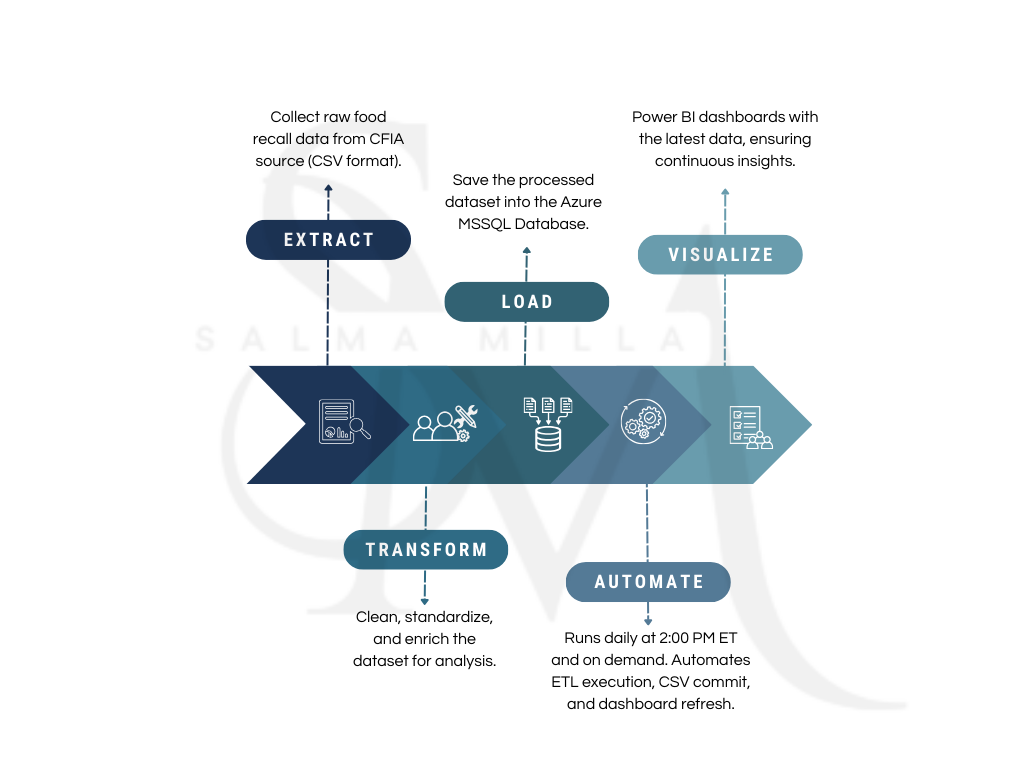 Collect raw food
recall data from CFIA
source (CSV format).
EXTRACT
Save the processed
dataset into the Azure
MSSQL Database.
LOAD
Power BI dashboards with
the latest data, ensuring
continuous insights.
VISUALIZE
SALMA MILLA
TRANSFORM
Clean, standardize,
and enrich the
dataset for analysis.
AUTOMATE
Runs daily at 2:00 PM ET
and on demand. Automates
ETL execution, CSV commit,
and dashboard refresh.